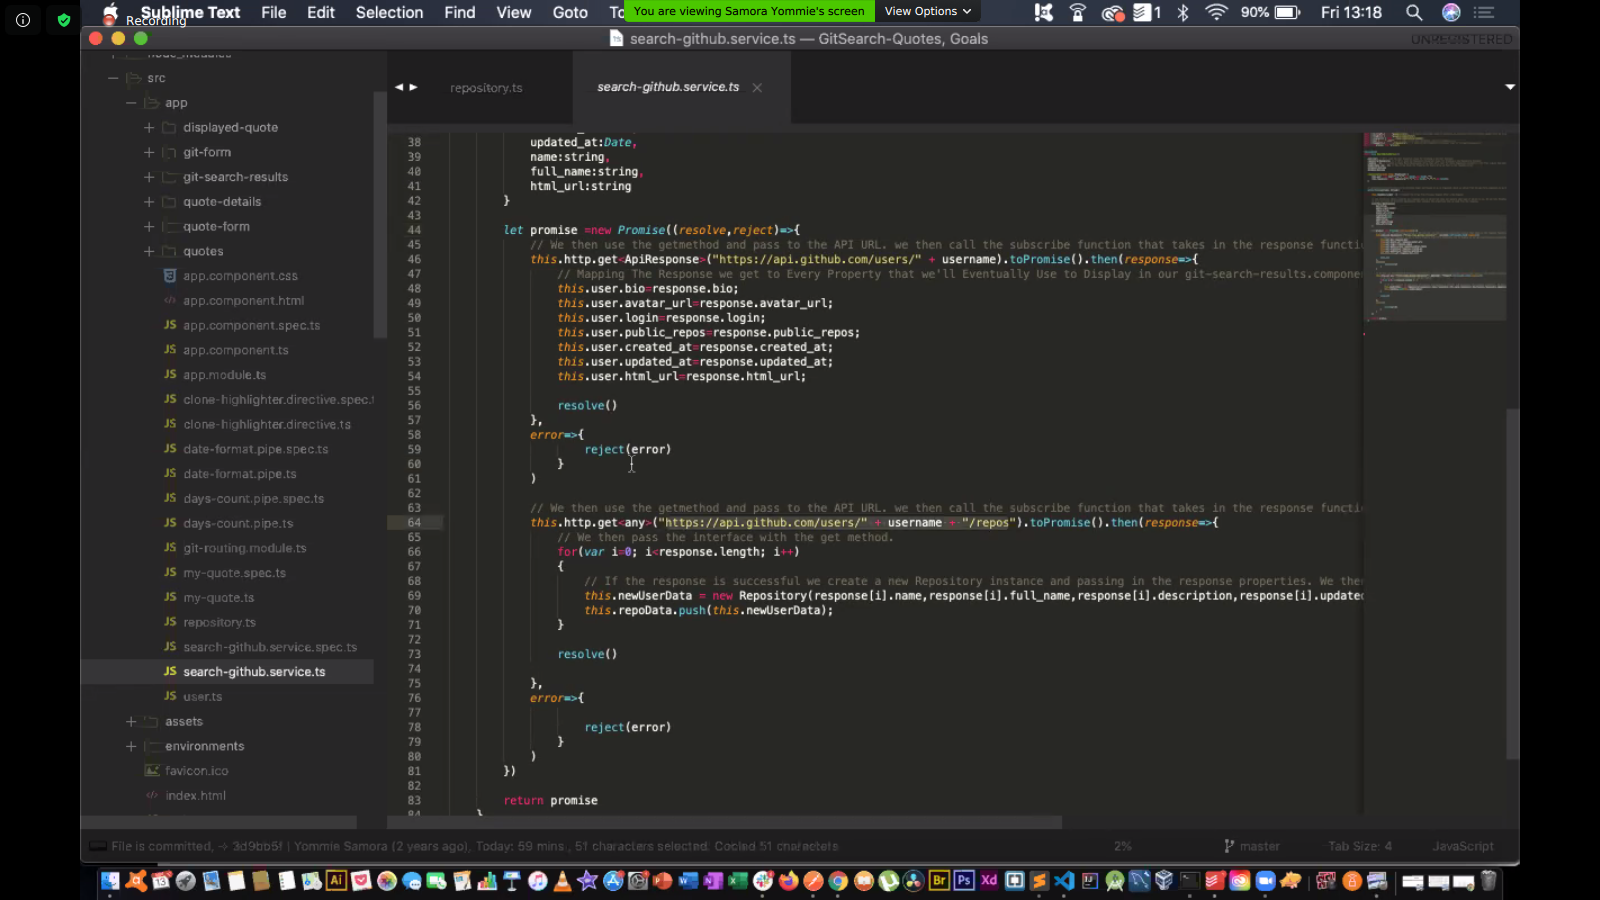 Recording
Sublime Text File Edit Selection Find View Goto To
You are viewing Samora Yommie's screen
View Options
1 90% Fri 13:18
search-github.service.ts — GitSearch-Quotes, Goals
UNREGISTERED
node_modules
src
app
displayed-quote
git-form
git-search-results
quote-details
quote-form
quotes
app.component.css
app.component.html
app.component.spec.ts
app.component.ts
app.module.ts
clone-highlighter.directive.spec.t
clone-highlighter.directive.ts
date-format.pipe.spec.ts
date-format.pipe.ts
days-count.pipe.spec.ts
days-count.pipe.ts
git-routing.module.ts
my-quote.spec.ts
my-quote.ts
repository.ts
search-github.service.spec.ts
search-github.service.ts
user.ts
assets
environments
favicon.ico
index.html
repository.ts
search-github.service.ts
38 updated_at:Date,
39 name:string,
40 full_name:string,
41 html_url:string
42 }
43
44 let promise =new Promise((resolve,reject)=>{
45 // We then use the getmethod and pass to the API URL. we then call the subscribe function that takes in the response functi
46 this.http.get<ApiResponse>("https://api.github.com/users/" + username).toPromise().then(response=>{
47 // Mapping The Response we get to Every Property that we'll Eventually Use to Display in our git-search-results.compone
48 this.user.bio=response.bio;
49 this.user.avatar_url=response.avatar_url;
50 this.user.login=response.login;
51 this.user.public_repos=response.public_repos;
52 this.user.created_at=response.created_at;
53 this.user.updated_at=response.updated_at;
54 this.user.html_url=response.html_url;
55
56 resolve()
57 },
58 error=>{
59 reject(error)
60 }
61 )
62
63 // We then use the getmethod and pass to the API URL. we then call the subscribe function that takes in the response functi
64 this.http.get<any>("https://api.github.com/users/" + username + "/repos").toPromise().then(response=>{
65 // We then pass the interface with the get method.
66 for(var i=0; i<response.length; i++)
67 {
68 // If the response is successful we create a new Repository instance and passing in the response properties. We the
69 this.newUserData = new Repository(response[i].name,response[i].full_name,response[i].description,response[i].update
70 this.repoData.push(this.newUserData);
71 }
72
73 resolve()
74
75 },
76 error=>{
77
78 reject(error)
79 }
80 )
81 })
82
83 return promise
84 }
File is committed, → 3d9bb5f | Yommie Samora (2 years ago), Today: 59 mins , 51 characters selected. Copied 51 characters
2%
master
Tab Size: 4
JavaScript
Ai
Br Ps Xd